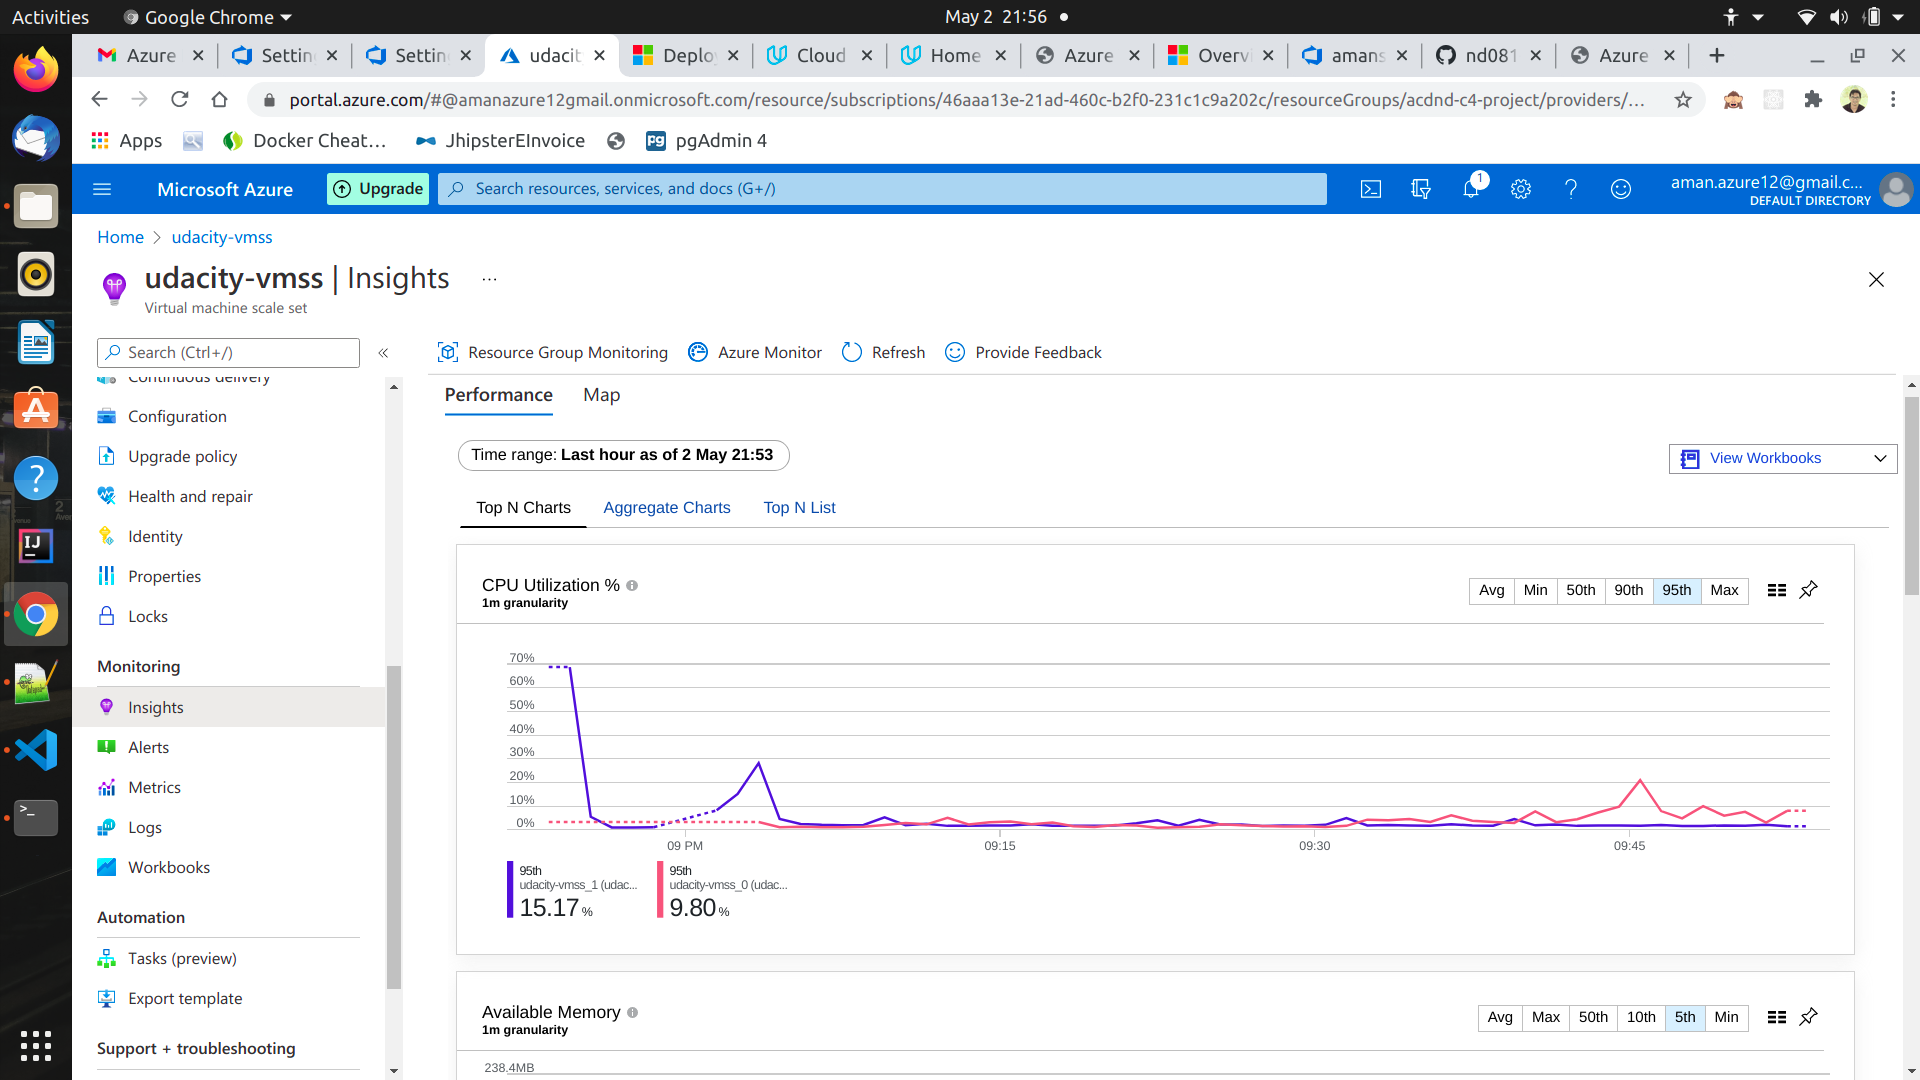 Activities
Google Chrome
May 2 21:56
Azure
Setting
Setting
udacit
Deplo
Cloud
Home
Azure
Overvi
amans
nd081
Azure
portal.azure.com/#@amanazure12gmail.onmicrosoft.com/resource/subscriptions/46aaa13e-21ad-460c-b2f0-231c1c9a202c/resourceGroups/acdnd-c4-project/providers/...
Apps
Docker Cheat...
JhipsterEInvoice
pgAdmin 4
Microsoft Azure
Upgrade
Search resources, services, and docs (G+/)
1
aman.azure12@gmail.c...
DEFAULT DIRECTORY
Home > udacity-vmss
udacity-vmss | Insights ...
Virtual machine scale set
Search (Ctrl+/)
«
Resource Group Monitoring
Azure Monitor
Refresh
Provide Feedback
Continuous delivery
Configuration
Upgrade policy
Health and repair
Identity
Properties
Locks
Monitoring
Insights
Alerts
Metrics
Logs
Workbooks
Automation
Tasks (preview)
Export template
Support + troubleshooting
Performance
Map
Time range: Last hour as of 2 May 21:53
View Workbooks
Top N Charts
Aggregate Charts
Top N List
CPU Utilization %
1m granularity
Avg
Min
50th
90th
95th
Max
70%
60%
50%
40%
30%
20%
10%
0%
09 PM
09:15
09:30
09:45
95th
udacity-vmss_1 (udac...
15.17 %
95th
udacity-vmss_0 (udac...
9.80 %
Available Memory
1m granularity
Avg
Max
50th
10th
5th
Min
238.4MB